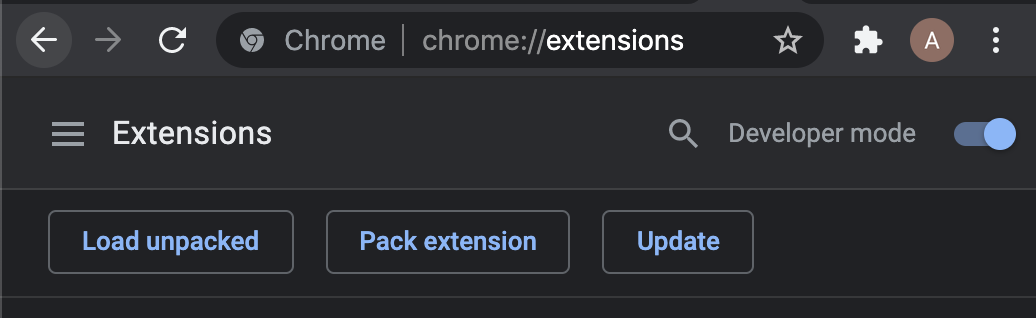 Chrome | chrome://extensions A
Extensions Developer mode
Load unpacked Pack extension Update